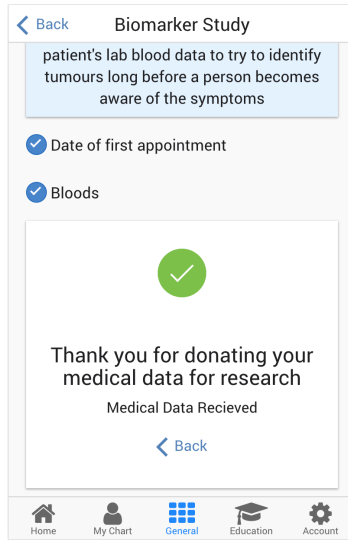 Back
Biomarker Study
patient's lab blood data to try to identify
tumours long before a person becomes
aware of the symptoms
Date of first appointment
Bloods
Thank you for donating your
medical data for research
Medical Data Recieved
Back
Home
My Chart
General
Education
Account